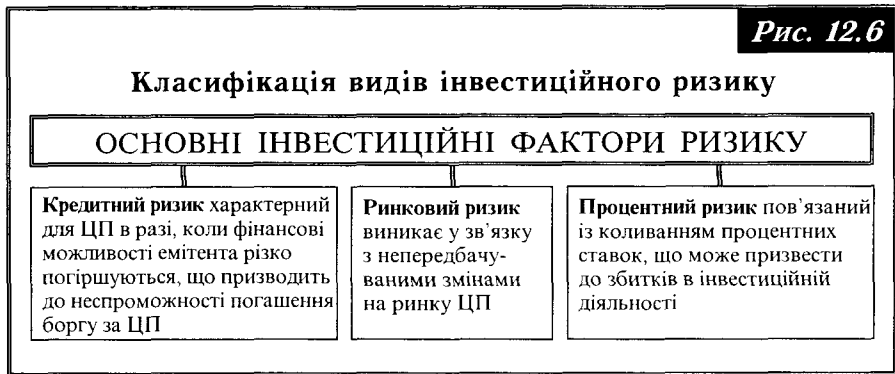 Рис. 12.6
Класифікація видів інвестиційного ризику
ОСНОВНІ ІНВЕСТИЦІЙНІ ФАКТОРИ РИЗИКУ
Кредитний ризик характерний
для ЦП в разі, коли фінансові
можливості емітента різко
погіршуються, що призводить
до неспроможності погашення
боргу за ЦП
Ринковий ризик
виникає у зв’язку
з непередбачу-
ваними змінами
на ринку ЦП
Процентний ризик пов’язаний
із коливанням процентних
ставок, що може призвести
до збитків в інвестиційній
діяльності